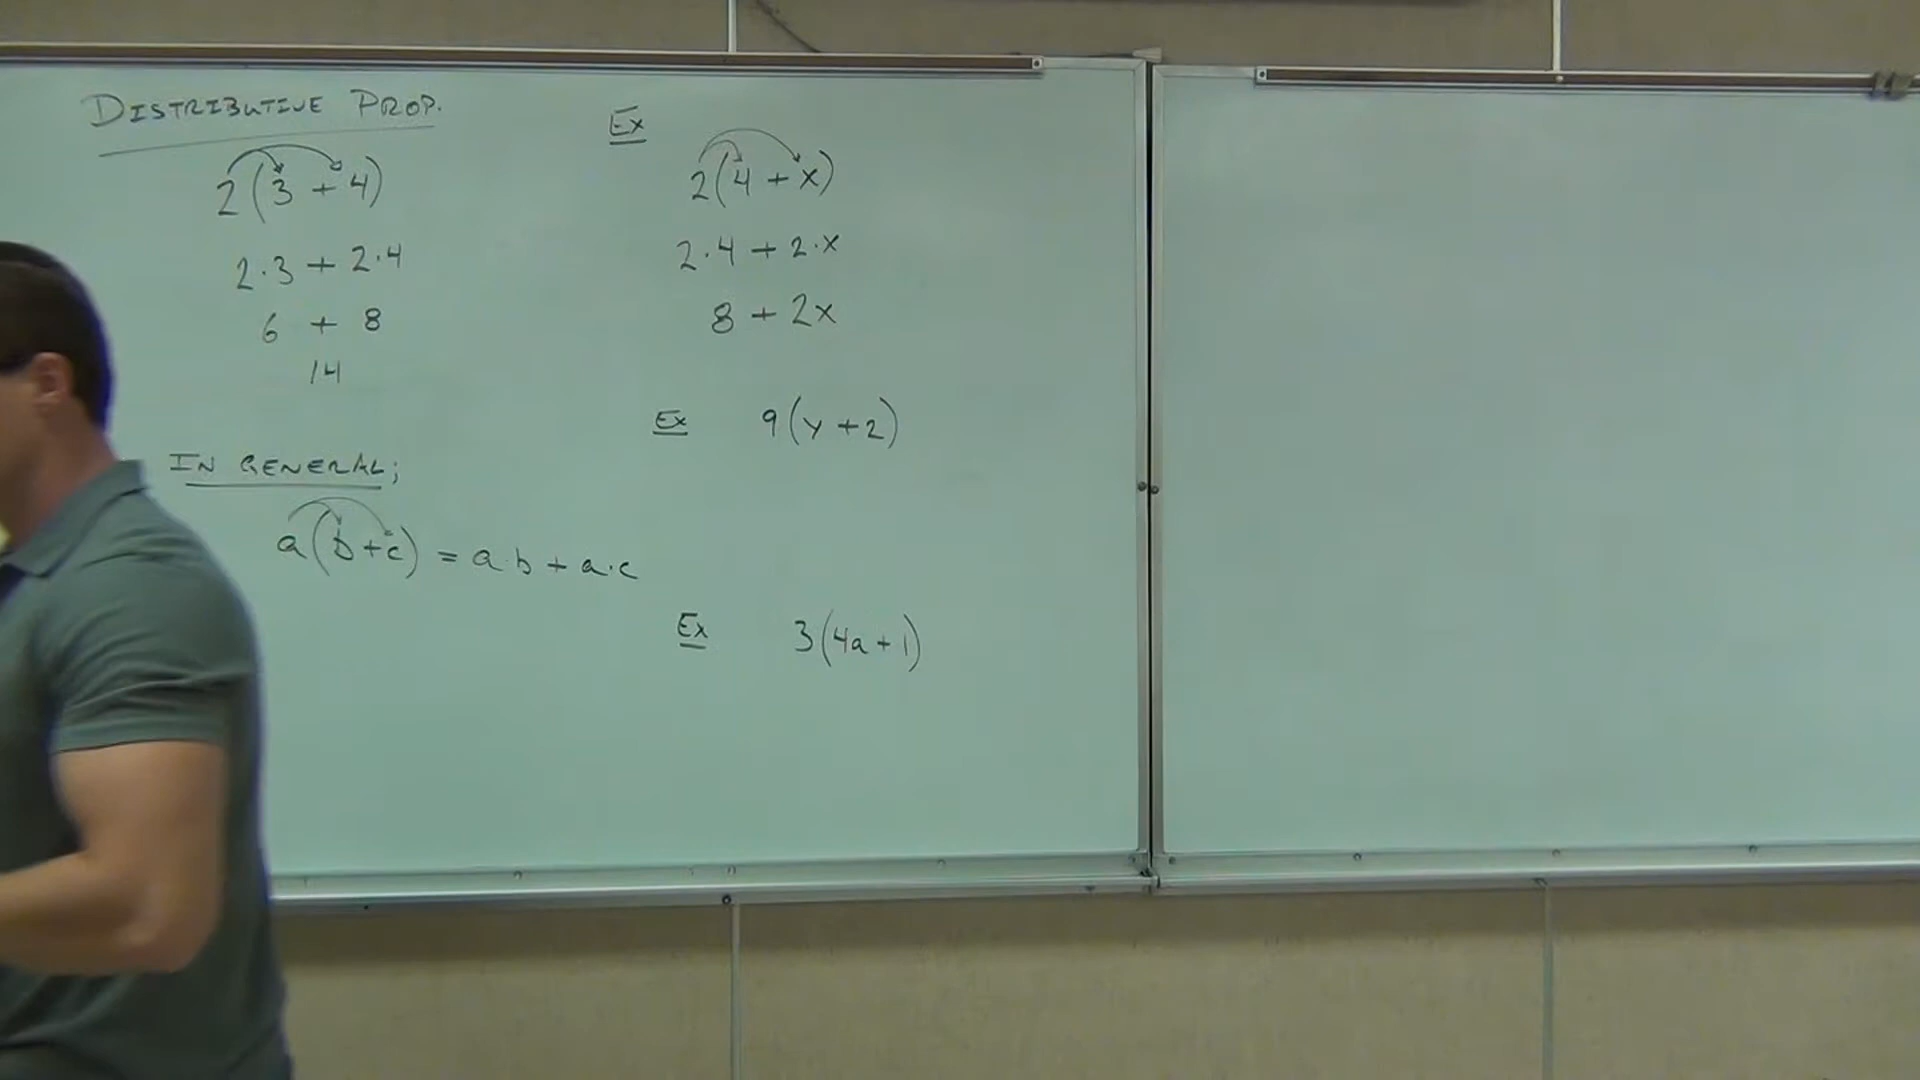 DISTRIBUTIVE PROP.
2(3 + 4)
2·3 + 2·4
6 + 8
14
IN GENERAL;
a(b+c) = a·b + a·c
Ex
2(4 + x)
2·4 + 2·x
8 + 2x
Ex 9(y + 2)
Ex 3(4a + 1)